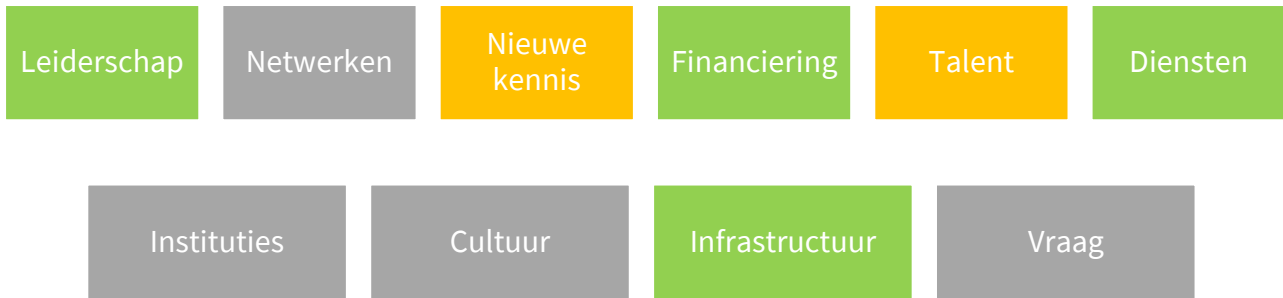 Leiderschap
Netwerken
Nieuwe
kennis
Financiering
Talent
Diensten
Instituties
Cultuur
Infrastructuur
Vraag